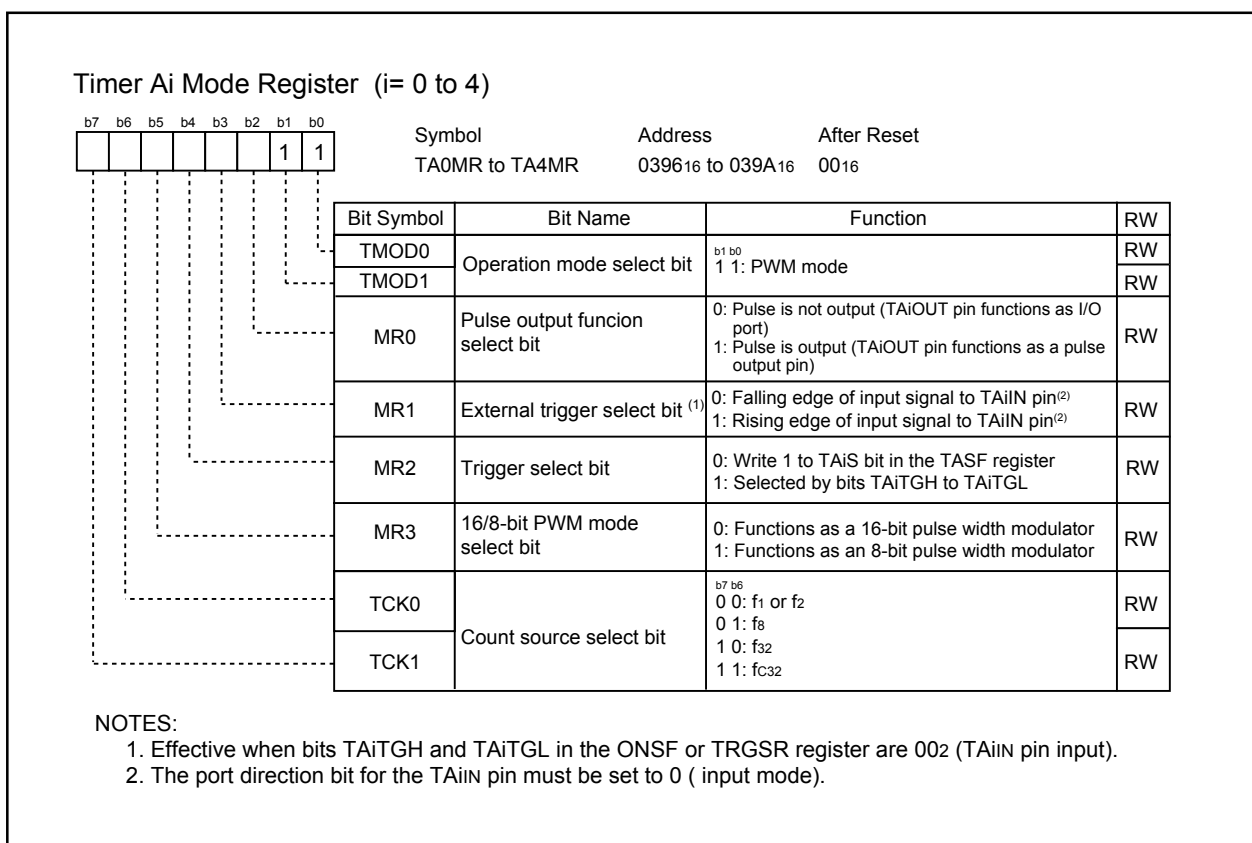 Timer Ai Mode Register (i= 0 to 4)
b7 b6 b5 b4 b3 b2 b1 b0
1 1
Symbol Address After Reset
TA0MR to TA4MR 039616 to 039A16 0016
Bit Symbol Bit Name Function RW
TMOD0
TMOD1
Operation mode select bit
b1 b0
1 1: PWM mode
RW
RW
MR0
Pulse output funcion
select bit
0: Pulse is not output (TAiOUT pin functions as I/O
port)
1: Pulse is output (TAiOUT pin functions as a pulse
output pin)
RW
MR1
External trigger select bit (1)
0: Falling edge of input signal to TAiIN pin(2)
1: Rising edge of input signal to TAiIN pin(2)
RW
MR2
Trigger select bit
0: Write 1 to TAiS bit in the TASF register
1: Selected by bits TAiTGH to TAiTGL
RW
MR3
16/8-bit PWM mode
select bit
0: Functions as a 16-bit pulse width modulator
1: Functions as an 8-bit pulse width modulator
RW
TCK0
TCK1
Count source select bit
b7 b6
0 0: f1 or f2
0 1: f8
1 0: f32
1 1: fC32
RW
RW
NOTES:
1. Effective when bits TAiTGH and TAiTGL in the ONSF or TRGSR register are 002 (TAiIN pin input).
2. The port direction bit for the TAiIN pin must be set to 0 ( input mode).